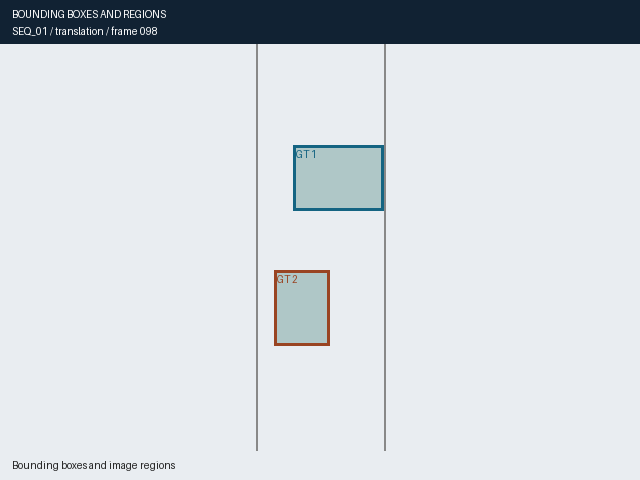 BOUNDING BOXES AND REGIONS
SEQ_01 / translation / frame 098
GT1
GT2
Bounding boxes and image regions